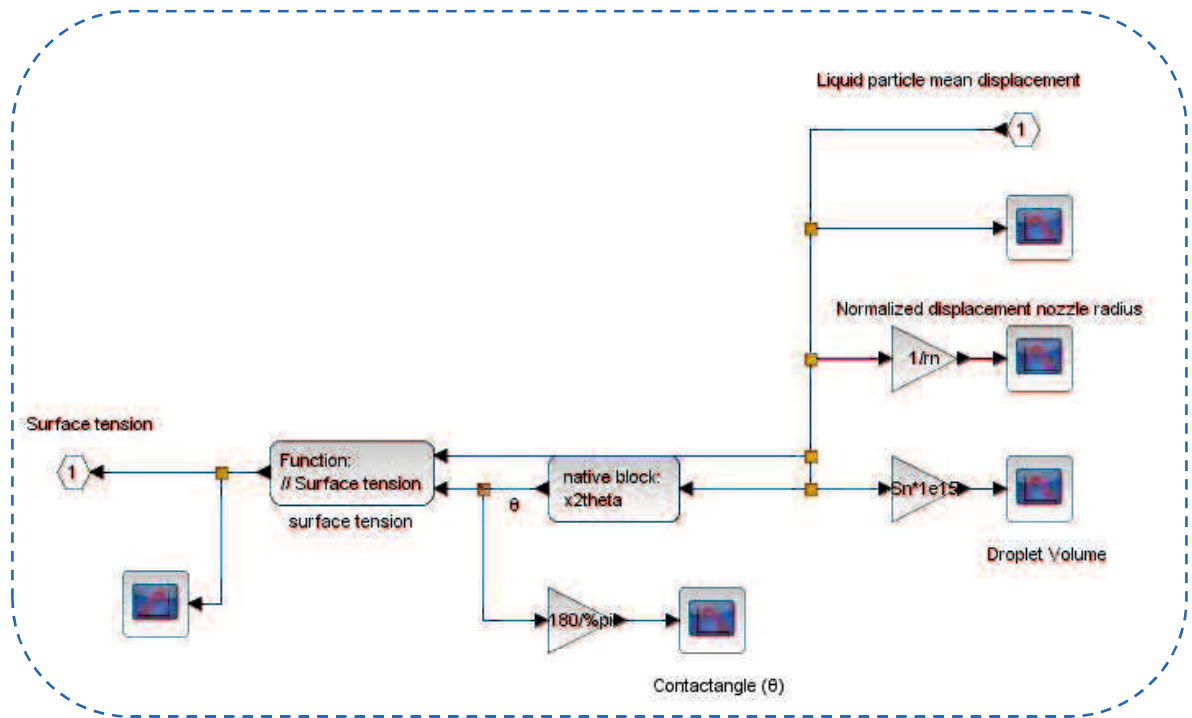 Liquid particle mean displacement
1
Normalized displacement nozzle radius
1/rn
Surface tension
1
Function:
// Surface tension
surface tension
native block:
x2theta
θ
Sn*1e15
Droplet Volume
180/%pi
Contactangle (θ)